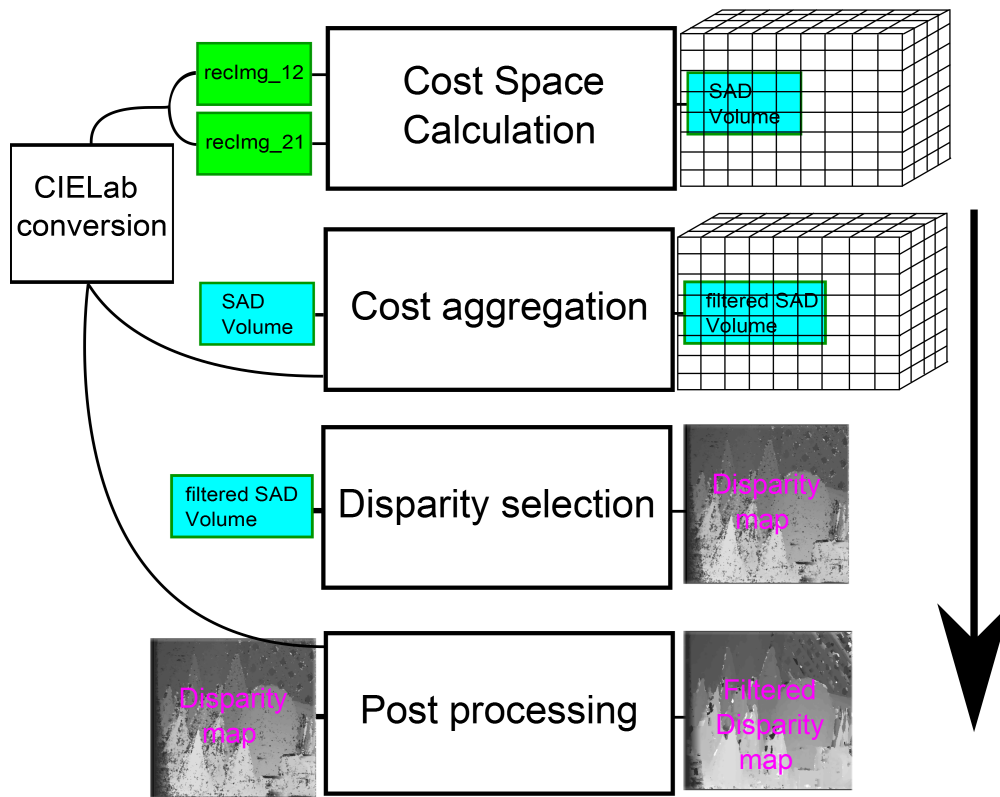 recImg_12
recImg_21
Cost Space
Calculation
SAD
Volume
CIELab
conversion
SAD
Volume
Cost aggregation
filtered SAD
Volume
filtered SAD
Volume
Disparity selection
Disparity
map
Disparity
map
Post processing
Filtered
Disparity
map